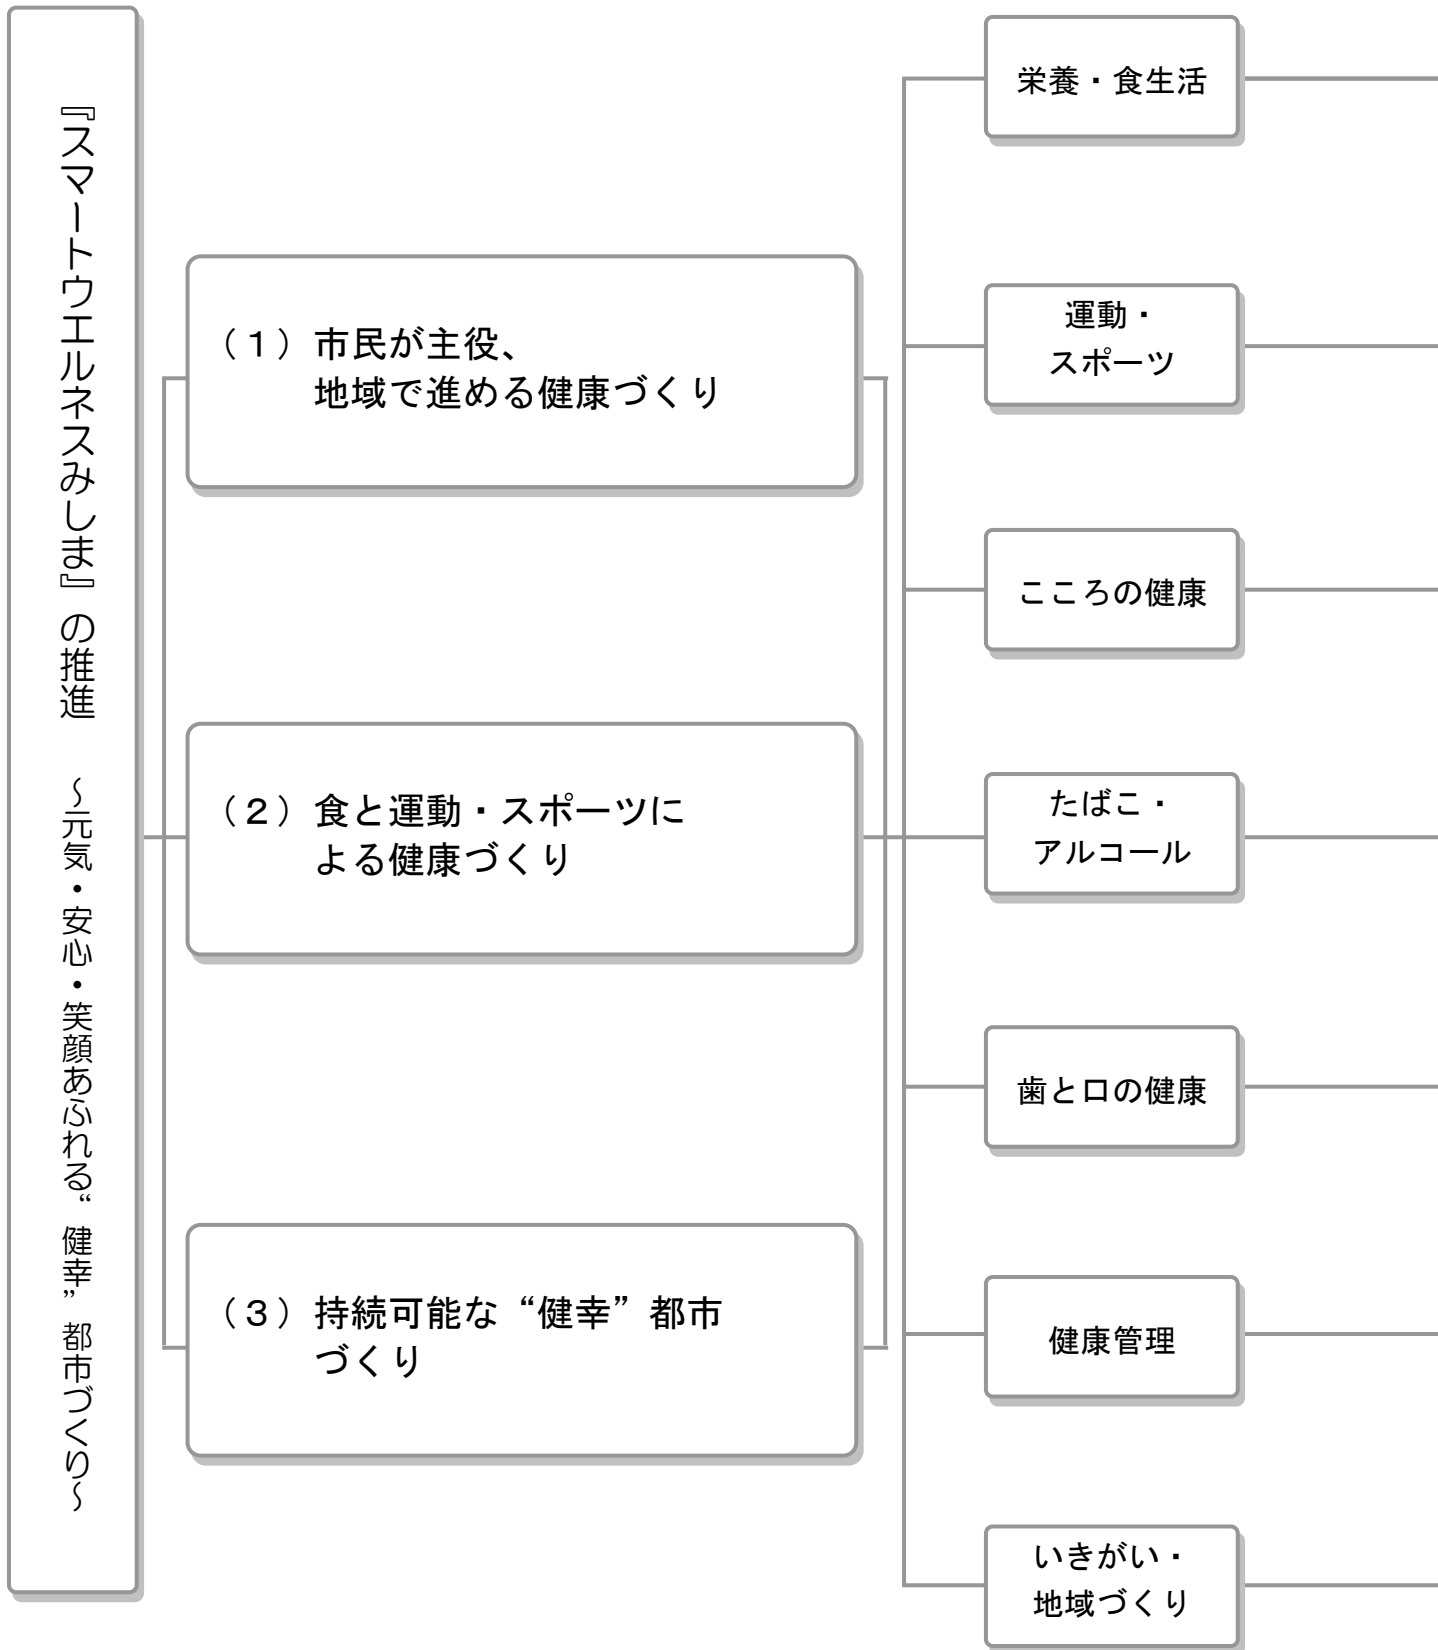 『スマートウエルネスみしま』の推進　～元気・安心・笑顔あふれる“健幸”都市づくり～
（１）市民が主役、
地域で進める健康づくり
（２）食と運動・スポーツに
よる健康づくり
（３）持続可能な“健幸”都市
づくり
栄養・食生活
運動・
スポーツ
こころの健康
たばこ・
アルコール
歯と口の健康
健康管理
いきがい・
地域づくり